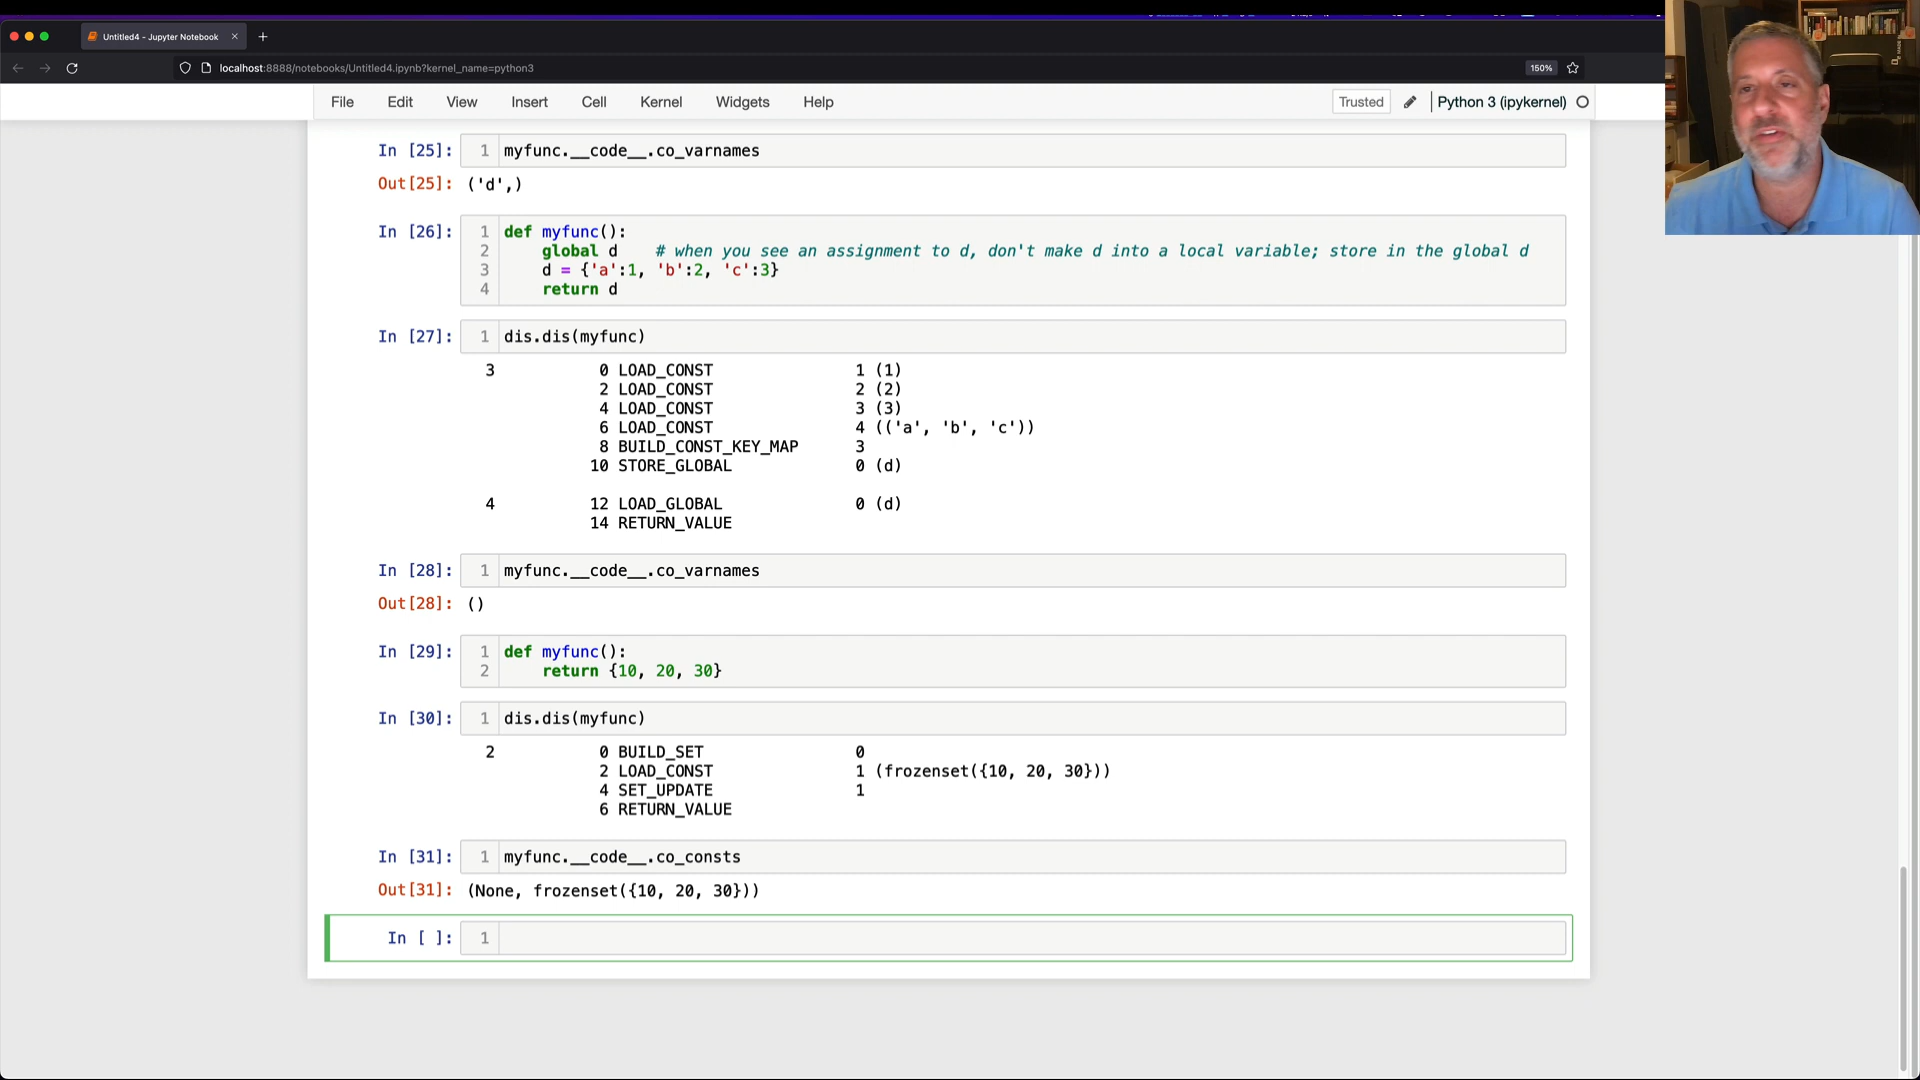 Untitled4 - Jupyter Notebook
localhost:8888/notebooks/Untitled4.ipynb?kernel_name=python3
150%
File Edit View Insert Cell Kernel Widgets Help
Trusted Python 3 (ipykernel)
In [25]: 1 myfunc.__code__.co_varnames
Out[25]: ('d',)
In [26]: 1 def myfunc():
2 global d # when you see an assignment to d, don't make d into a local variable; store in the global d
3 d = {'a':1, 'b':2, 'c':3}
4 return d
In [27]: 1 dis.dis(myfunc)
3 0 LOAD_CONST 1 (1)
2 LOAD_CONST 2 (2)
4 LOAD_CONST 3 (3)
6 LOAD_CONST 4 (('a', 'b', 'c'))
8 BUILD_CONST_KEY_MAP 3
10 STORE_GLOBAL 0 (d)
4 12 LOAD_GLOBAL 0 (d)
14 RETURN_VALUE
In [28]: 1 myfunc.__code__.co_varnames
Out[28]: ()
In [29]: 1 def myfunc():
2 return {10, 20, 30}
In [30]: 1 dis.dis(myfunc)
2 0 BUILD_SET 0
2 LOAD_CONST 1 (frozenset({10, 20, 30}))
4 SET_UPDATE 1
6 RETURN_VALUE
In [31]: 1 myfunc.__code__.co_consts
Out[31]: (None, frozenset({10, 20, 30}))
In [ ]: 1